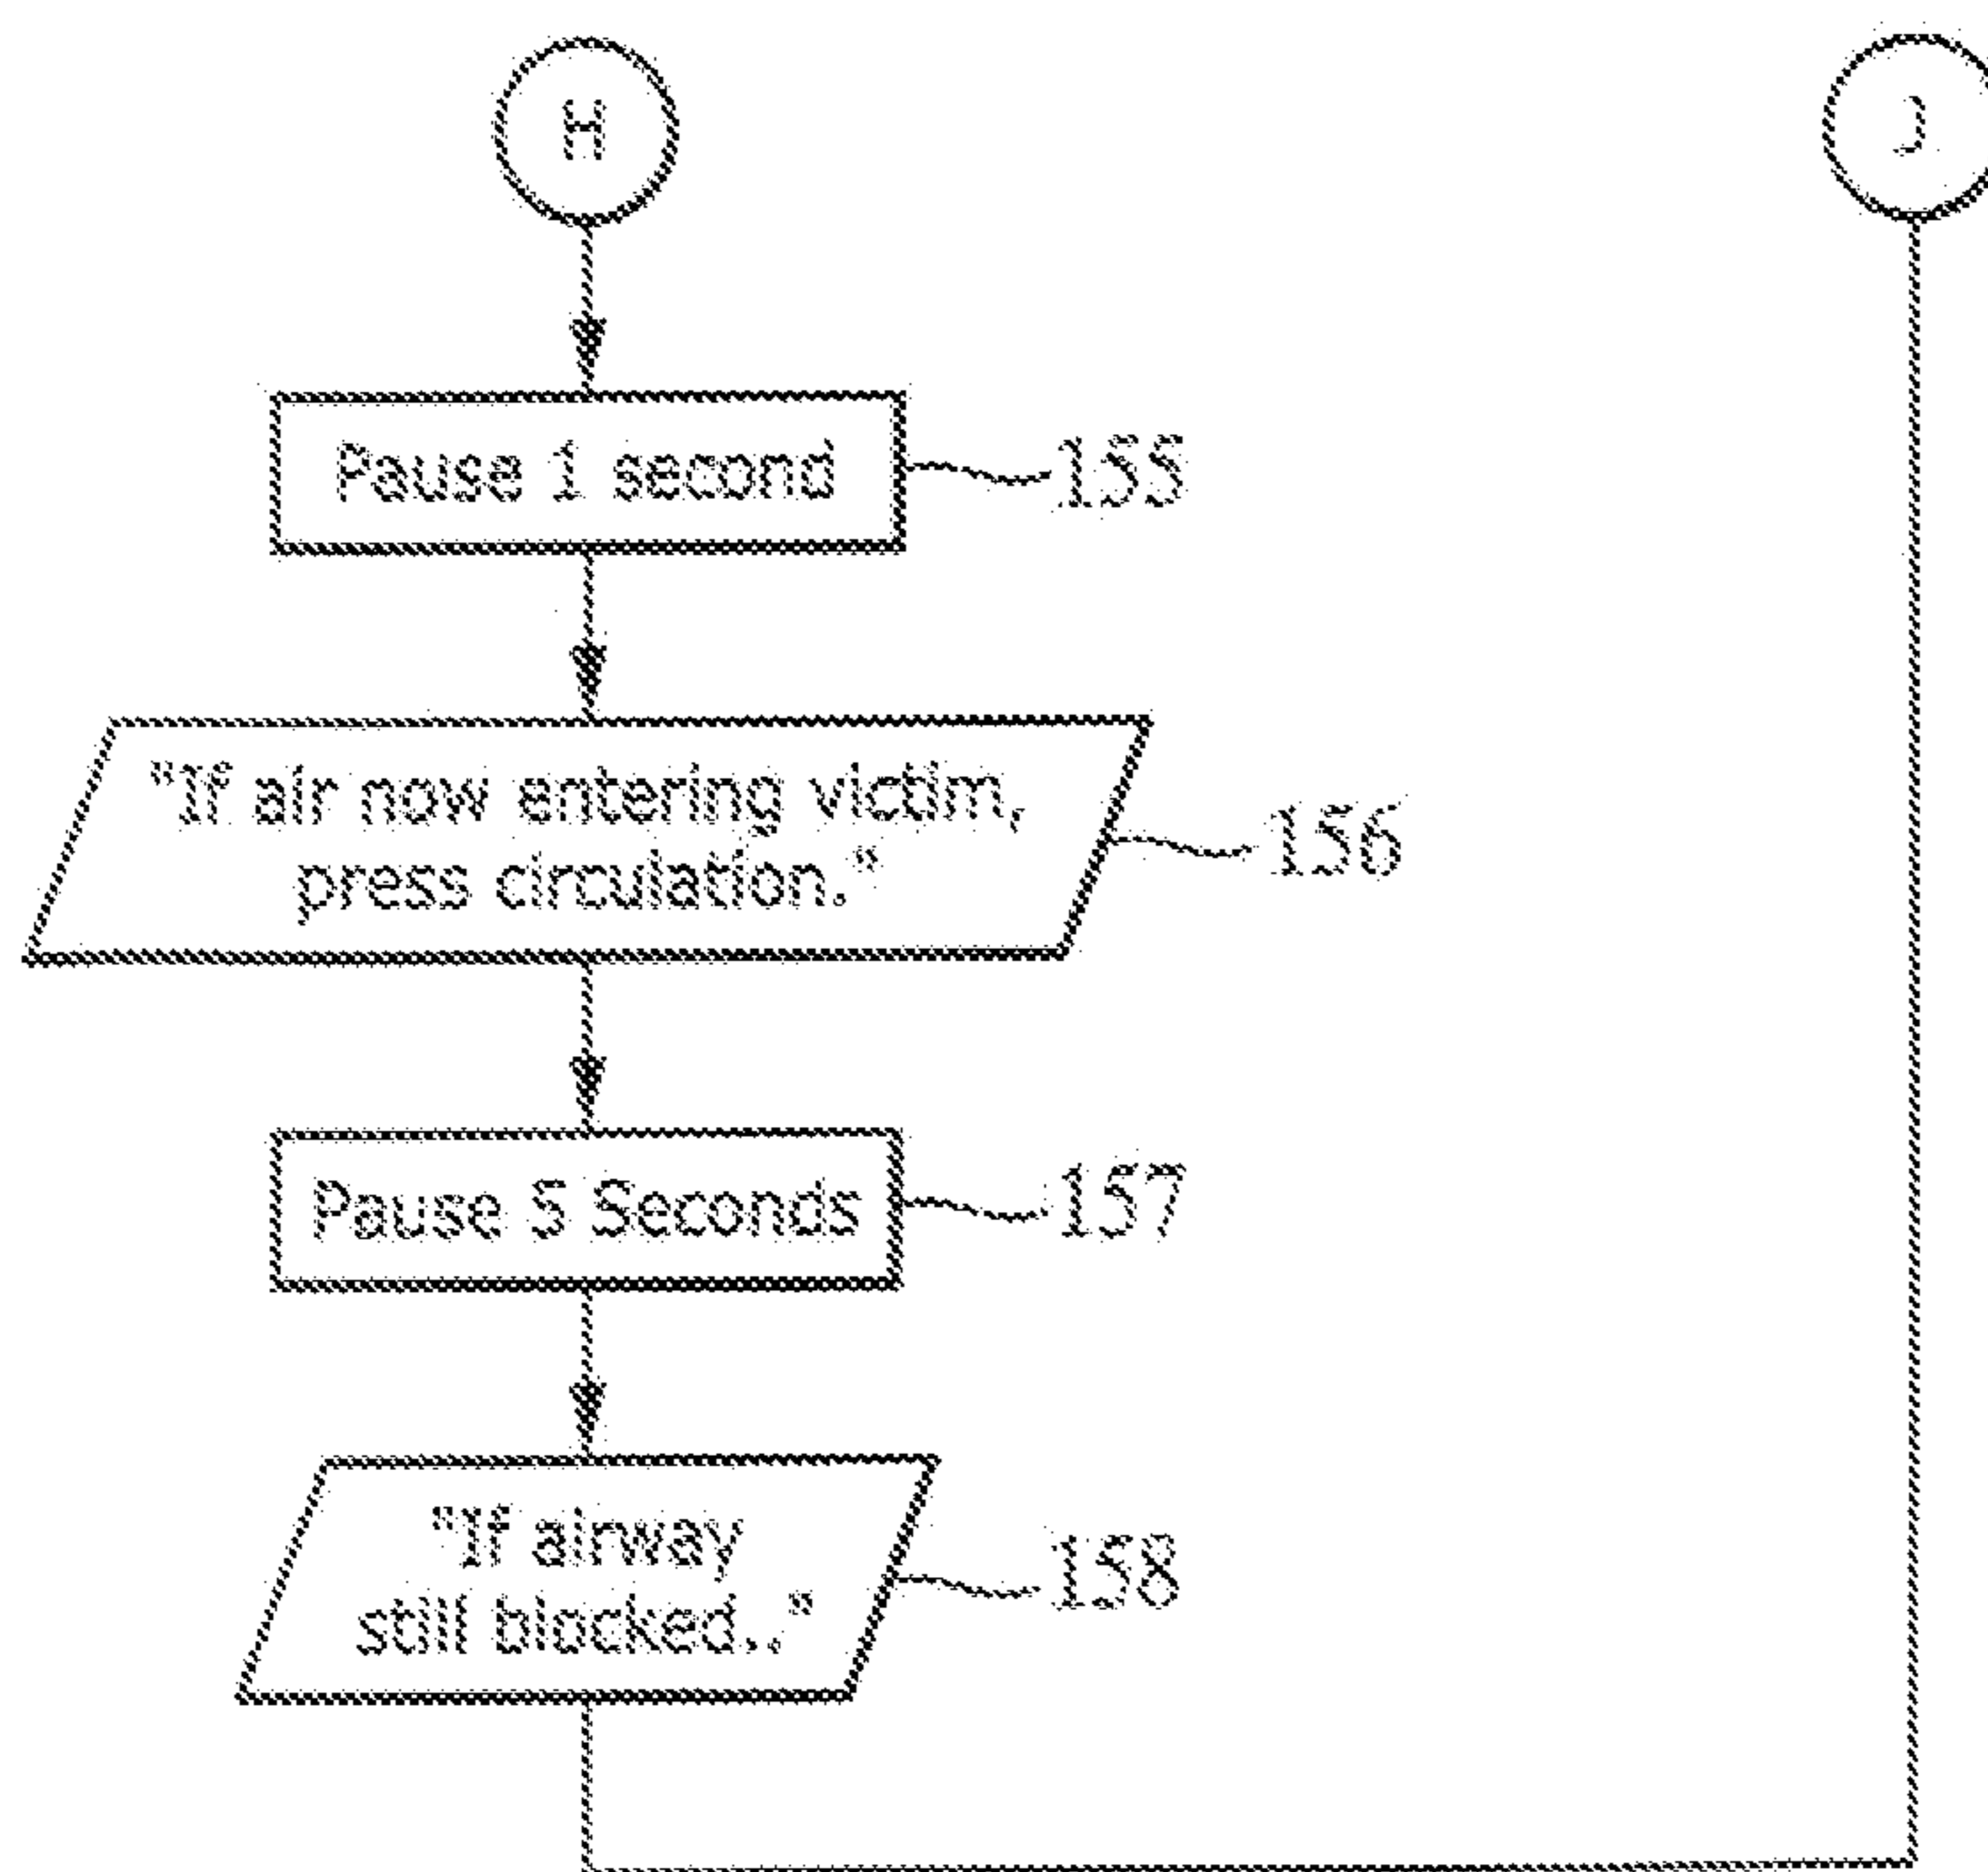 H
J
Pause 1 second
155
"If air now entering victim,
press circulation."
156
Pause 5 Seconds
157
"If airway
still blocked.."
158